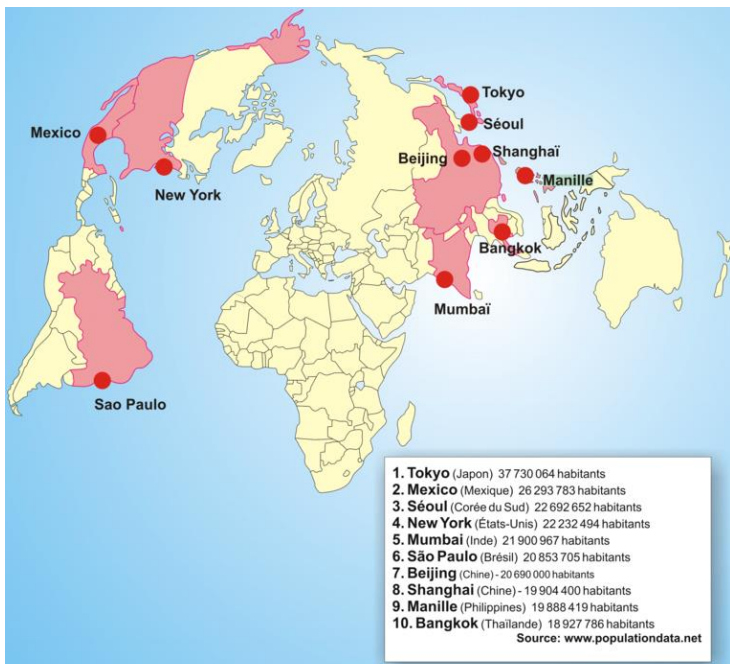 Tokyo
Séoul
Mexico
Shanghaï
Beijing
New York
Manille
Bangkok
Mumbaï
Sao Paulo
1. Tokyo (Japon) 37 730 064 habitants
2. Mexico (Mexique) 26 293 783 habitants
3. Séoul (Corée du Sud) 22 692 652 habitants
4. New York (États-Unis) 22 232 494 habitants
5. Mumbai (Inde) 21 900 967 habitants
6. São Paulo (Brésil) 20 853 705 habitants
7. Beijing (Chine) - 20 690 000 habitants
8. Shanghai (Chine) - 19 904 400 habitants
9. Manille (Philippines) 19 888 419 habitants
10. Bangkok (Thaïlande) 18 927 786 habitants
Source: www.populationdata.net